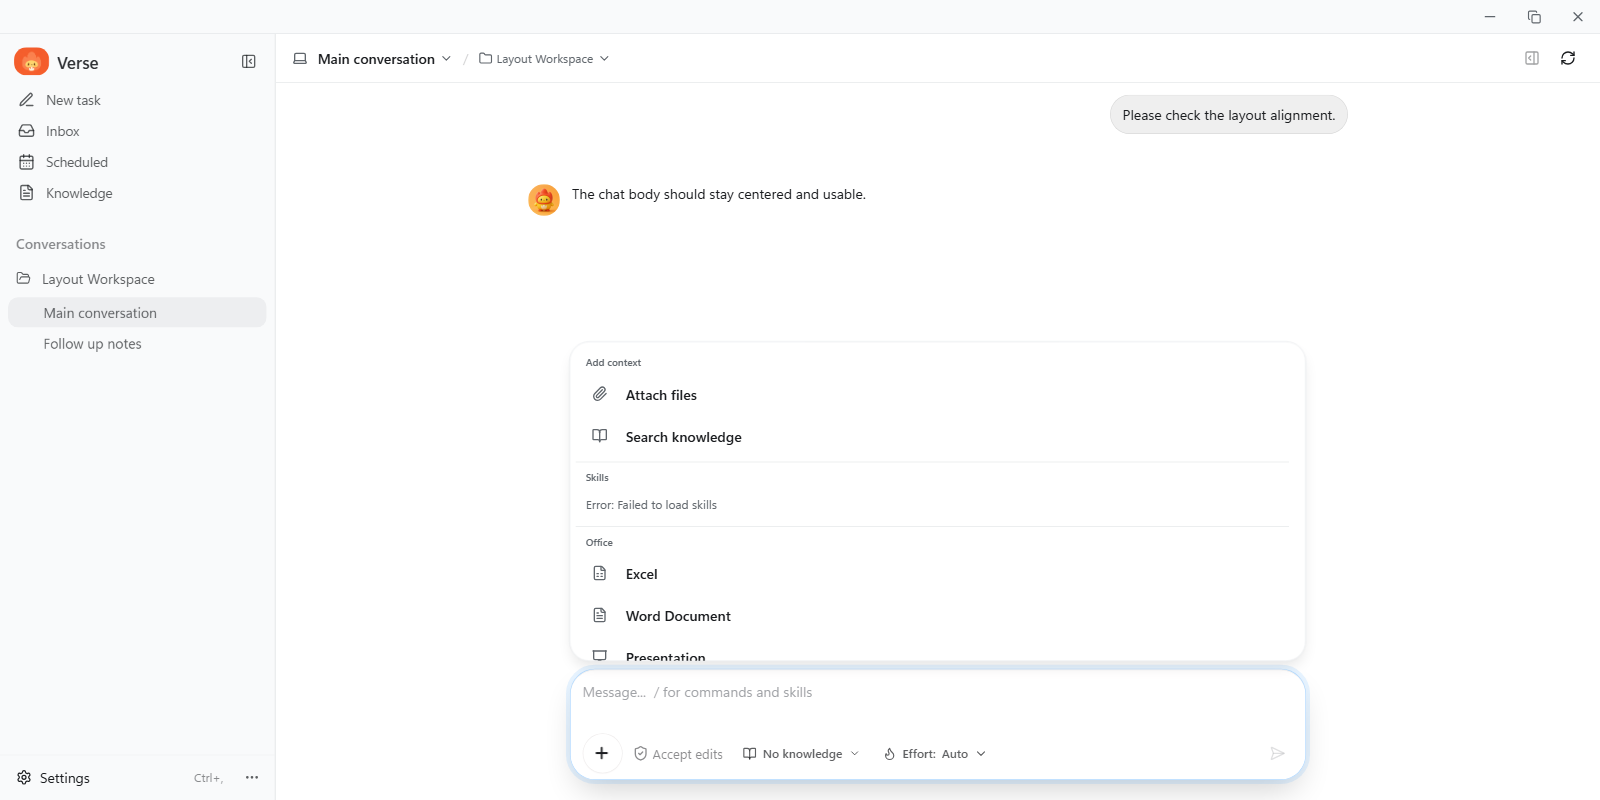 Verse
New task
Inbox
Scheduled
Knowledge
Conversations
Layout Workspace
Main conversation
Follow up notes
Settings
Ctrl+,
Main conversation / Layout Workspace
Please check the layout alignment.
The chat body should stay centered and usable.
Add context
Attach files
Search knowledge
Skills
Error: Failed to load skills
Office
Excel
Word Document
Presentation
Message... / for commands and skills
Accept edits
No knowledge
Effort: Auto